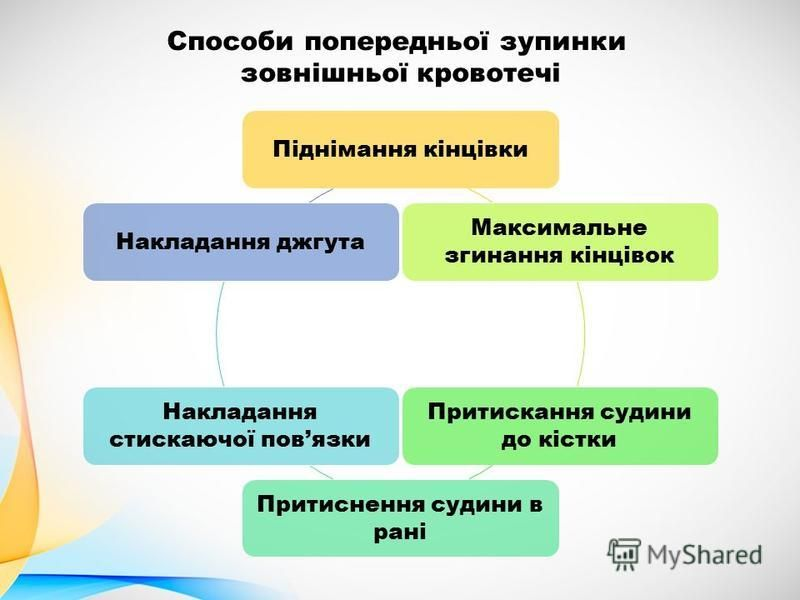 Способи попередньої зупинки
зовнішньої кровотечі
Піднімання кінцівки
Накладання джгута
Максимальне
згинання кінцівок
Накладання
стискаючої пов’язки
Притискання судини
до кістки
Притиснення судини в
рані
MyShared